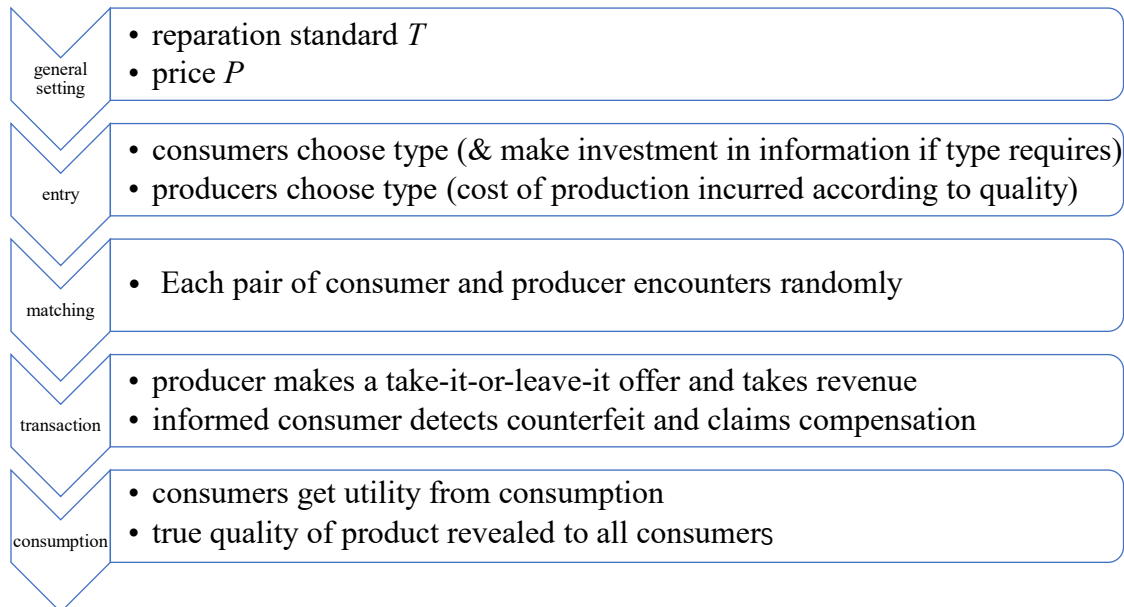 general
setting
• reparation standard T
• price P
entry
• consumers choose type (& make investment in information if type requires)
• producers choose type (cost of production incurred according to quality)
matching
• Each pair of consumer and producer encounters randomly
transaction
• producer makes a take-it-or-leave-it offer and takes revenue
• informed consumer detects counterfeit and claims compensation
consumption
• consumers get utility from consumption
• true quality of product revealed to all consumers